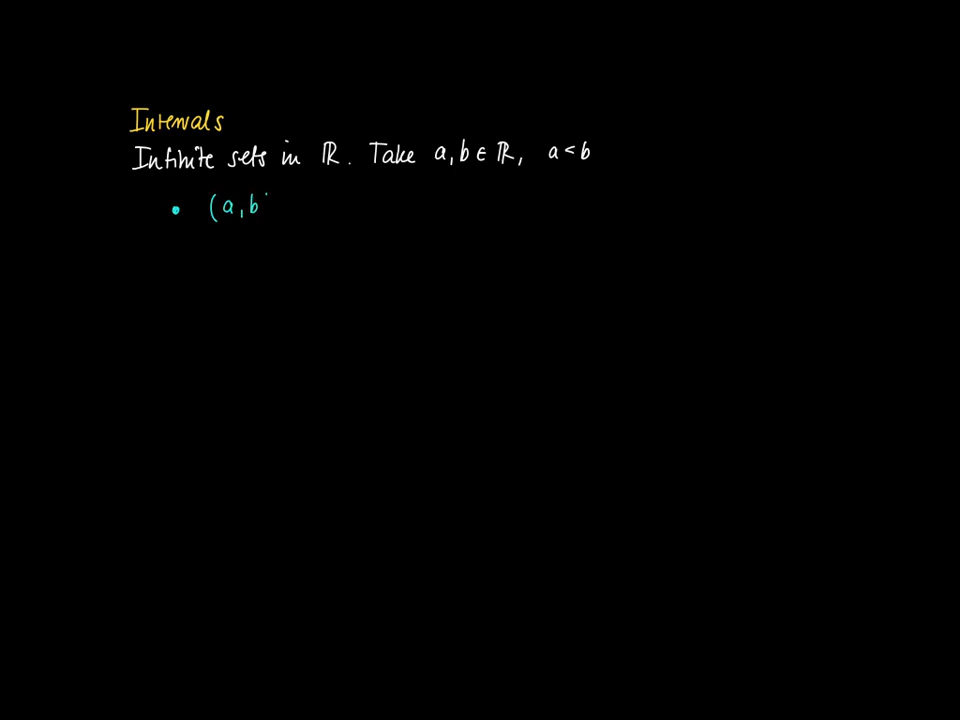 Intervals
Infinite sets in ℝ. Take a, b ∈ ℝ, a < b
• (a, b